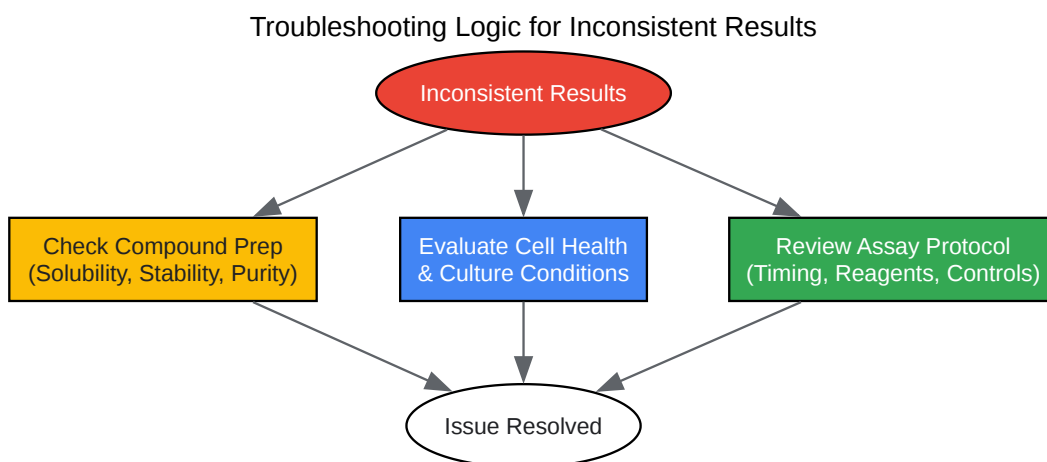 Troubleshooting Logic for Inconsistent Results
Inconsistent Results
Check Compound Prep
(Solubility, Stability, Purity)
Evaluate Cell Health
& Culture Conditions
Review Assay Protocol
(Timing, Reagents, Controls)
Issue Resolved